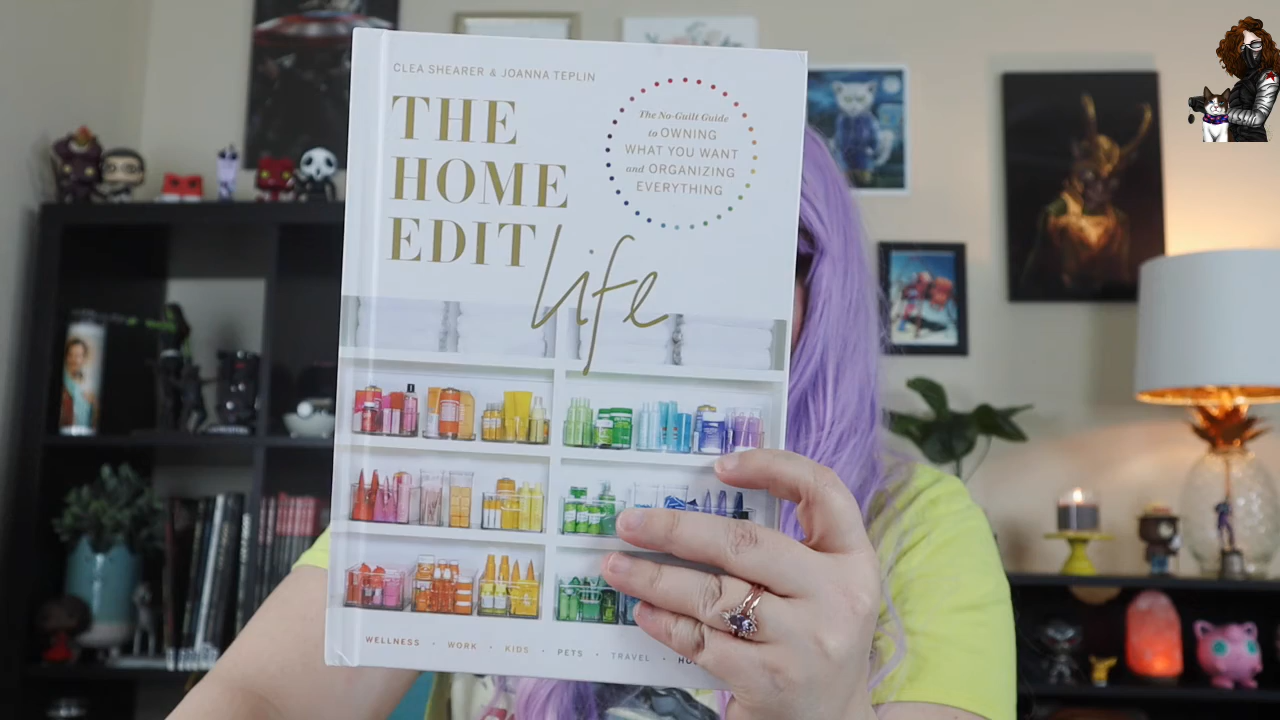 CLEA SHEARER & JOANNA TEPLIN
THE
HOME
EDIT
life
The No-Guilt Guide
to OWNING
WHAT YOU WANT
and ORGANIZING
EVERYTHING
WELLNESS · WORK · KIDS · PETS · TRAVEL ·